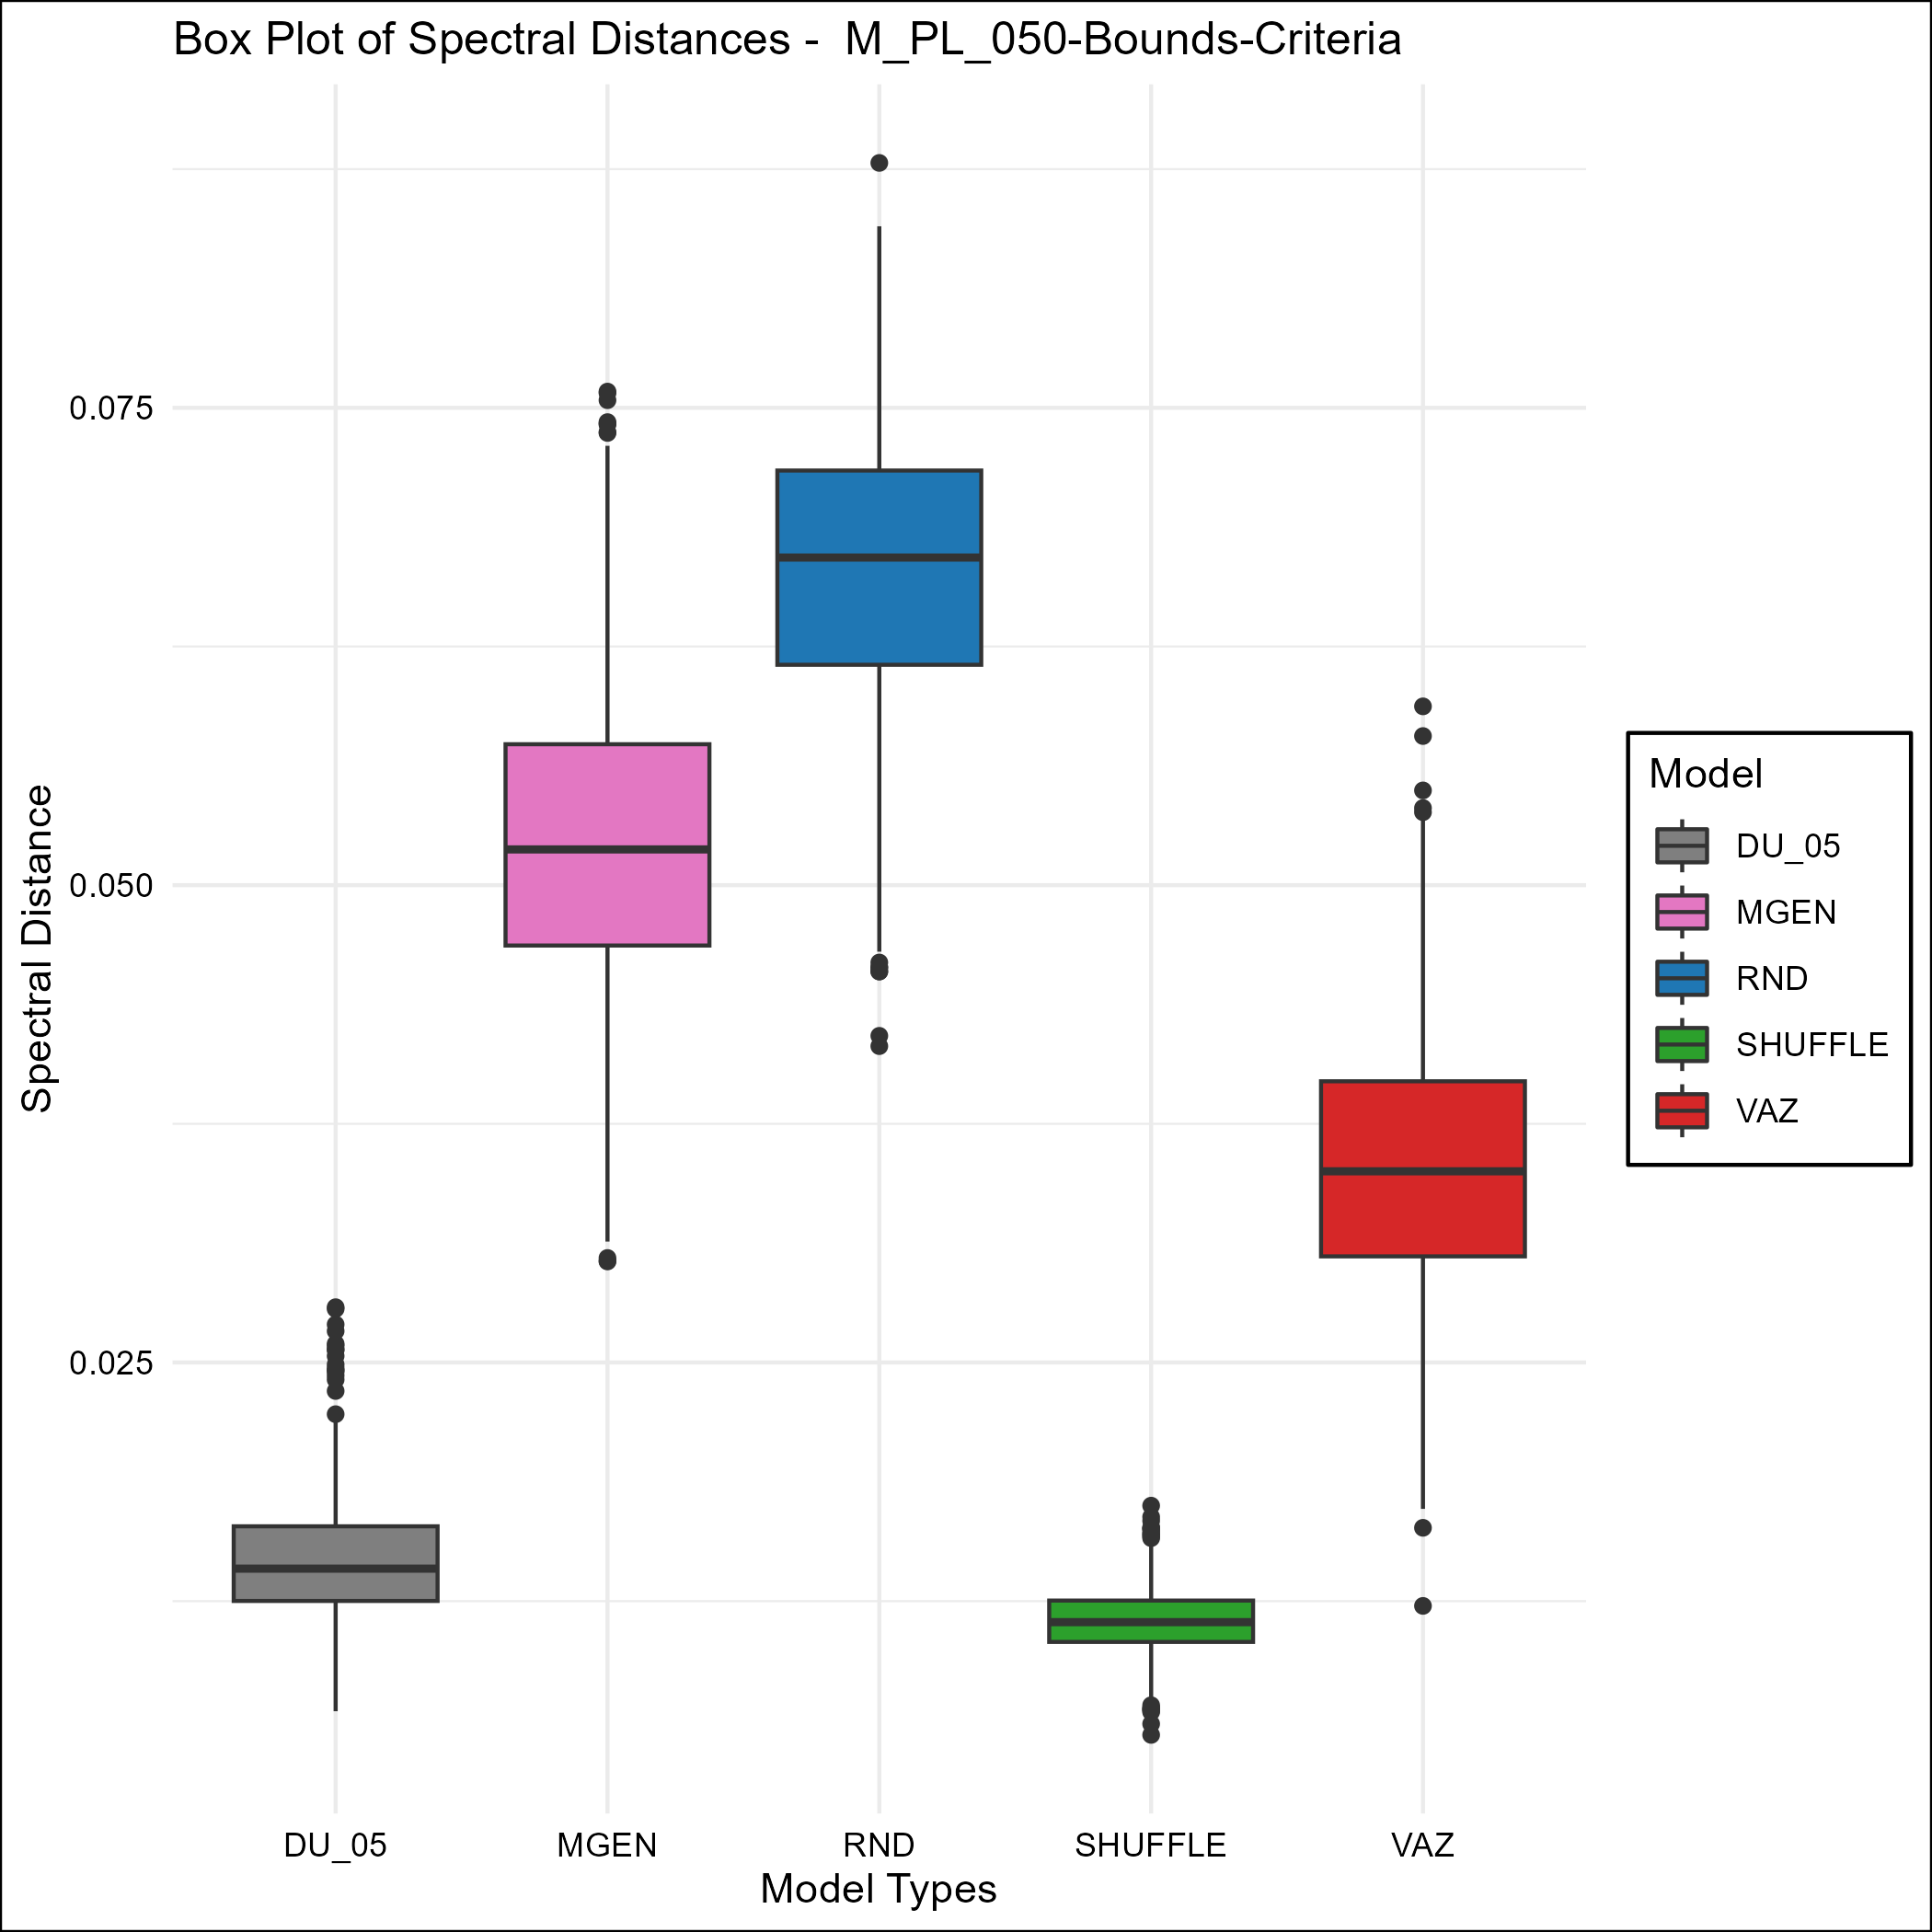 Box Plot of Spectral Distances -  M_PL_050-Bounds-Criteria
Spectral Distance
0.075
0.050
0.025
DU_05
MGEN
RND
SHUFFLE
VAZ
Model Types
Model
DU_05
MGEN
RND
SHUFFLE
VAZ